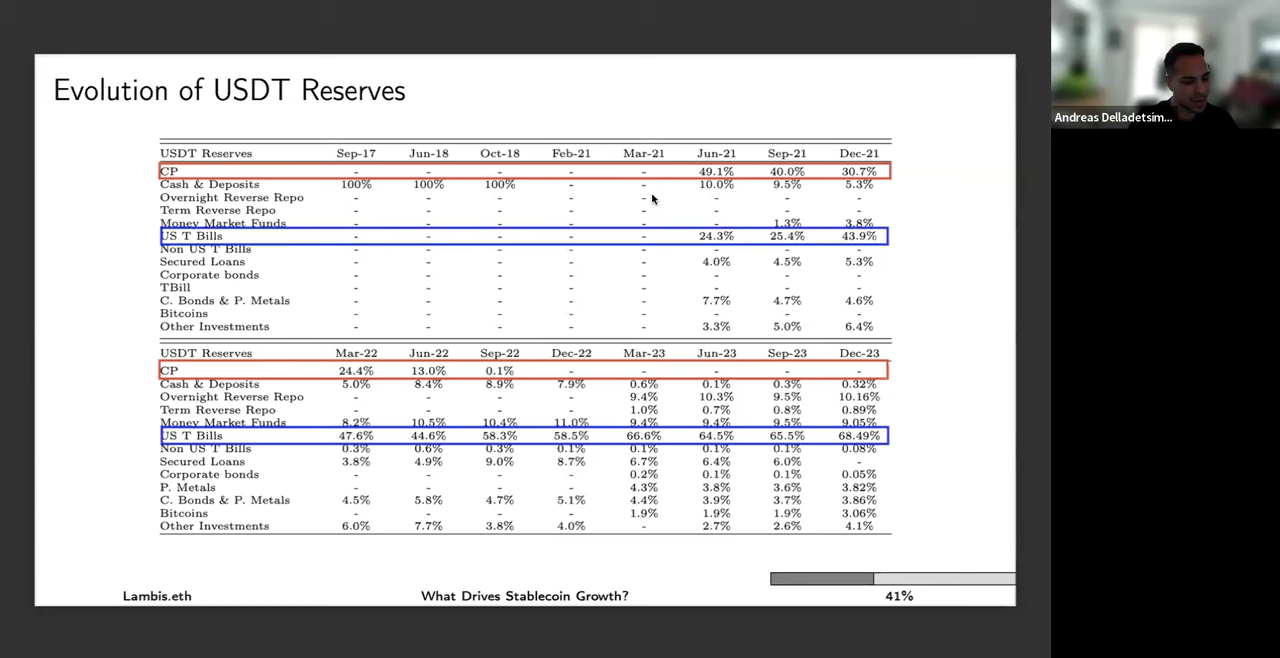 Evolution of USDT Reserves
Andreas Delladetsim...
USDT Reserves Sep-17 Jun-18 Oct-18 Feb-21 Mar-21 Jun-21 Sep-21 Dec-21
CP - - - - - 49.1% 40.0% 30.7%
Cash & Deposits 100% 100% 100% - - 10.0% 9.5% 5.3%
Overnight Reverse Repo - - - - - - - -
Term Reverse Repo - - - - - - - -
Money Market Funds - - - - - - 1.3% 3.8%
US T Bills - - - - - 24.3% 25.4% 43.9%
Non US T Bills - - - - - - - -
Secured Loans - - - - - 4.0% 4.5% 5.3%
Corporate bonds - - - - - - - -
TBill - - - - - - - -
C. Bonds & P. Metals - - - - - 7.7% 4.7% 4.6%
Bitcoins - - - - - - - -
Other Investments - - - - - 3.3% 5.0% 6.4%
USDT Reserves Mar-22 Jun-22 Sep-22 Dec-22 Mar-23 Jun-23 Sep-23 Dec-23
CP 24.4% 13.0% 0.1% - - - - -
Cash & Deposits 5.0% 8.4% 8.9% 7.9% 0.6% 0.1% 0.3% 0.32%
Overnight Reverse Repo - - - - 9.4% 10.3% 9.5% 10.16%
Term Reverse Repo - - - - 1.0% 0.7% 0.8% 0.89%
Money Market Funds 8.2% 10.5% 10.4% 11.0% 9.4% 9.4% 9.5% 9.05%
US T Bills 47.6% 44.6% 58.3% 58.5% 66.6% 64.5% 65.5% 68.49%
Non US T Bills 0.3% 0.6% 0.3% 0.1% 0.1% 0.1% 0.1% 0.08%
Secured Loans 3.8% 4.9% 9.0% 8.7% 6.7% 6.4% 6.0% -
Corporate bonds - - - - 0.2% 0.1% 0.1% 0.05%
P. Metals - - - - 4.3% 3.8% 3.6% 3.82%
C. Bonds & P. Metals 4.5% 5.8% 4.7% 5.1% 4.4% 3.9% 3.7% 3.86%
Bitcoins - - - - 1.9% 1.9% 1.9% 3.06%
Other Investments 6.0% 7.7% 3.8% 4.0% - 2.7% 2.6% 4.1%
Lambis.eth What Drives Stablecoin Growth? 41%